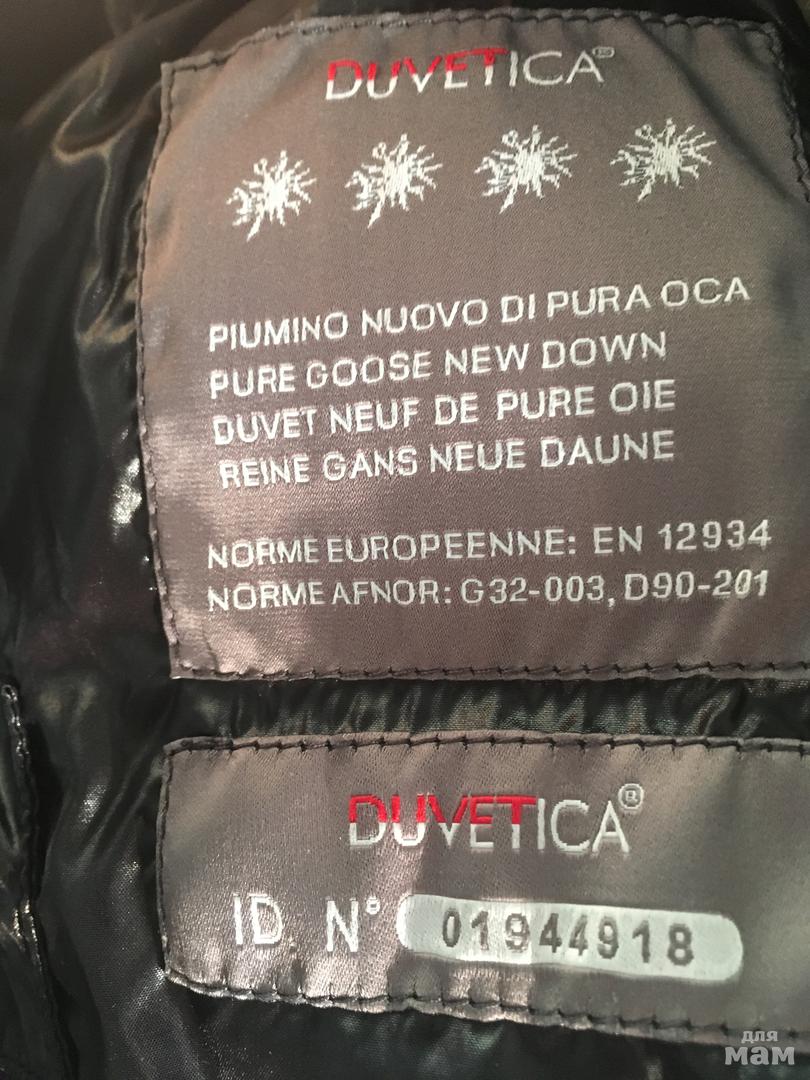 DUVETICA®
PIUMINO NUOVO DI PURA OCA
PURE GOOSE NEW DOWN
DUVET NEUF DE PURE OIE
REINE GANS NEUE DAUNE
NORME EUROPEENNE: EN 12934
NORME AFNOR: G32-003, D90-201
DUVETICA®
ID N° 01944918
для
мам